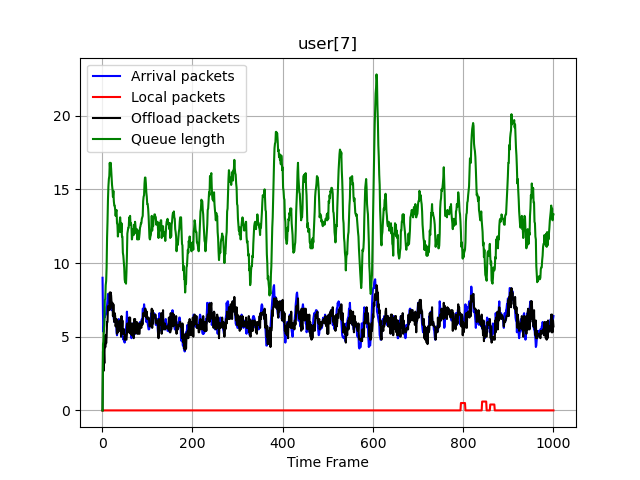 user[7]
Arrival packets
Local packets
Offload packets
Queue length
20
15
10
5
0
0 200 400 600 800 1000
Time Frame